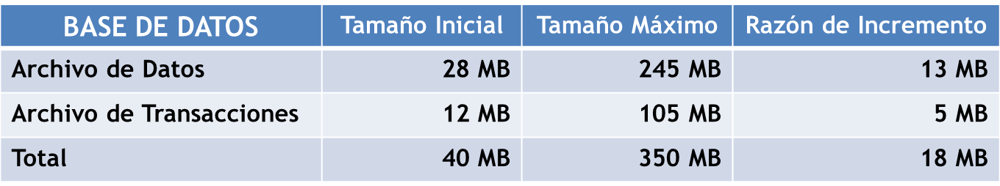 BASE DE DATOS Tamaño Inicial Tamaño Máximo Razón de Incremento
Archivo de Datos 28 MB 245 MB 13 MB
Archivo de Transacciones 12 MB 105 MB 5 MB
Total 40 MB 350 MB 18 MB